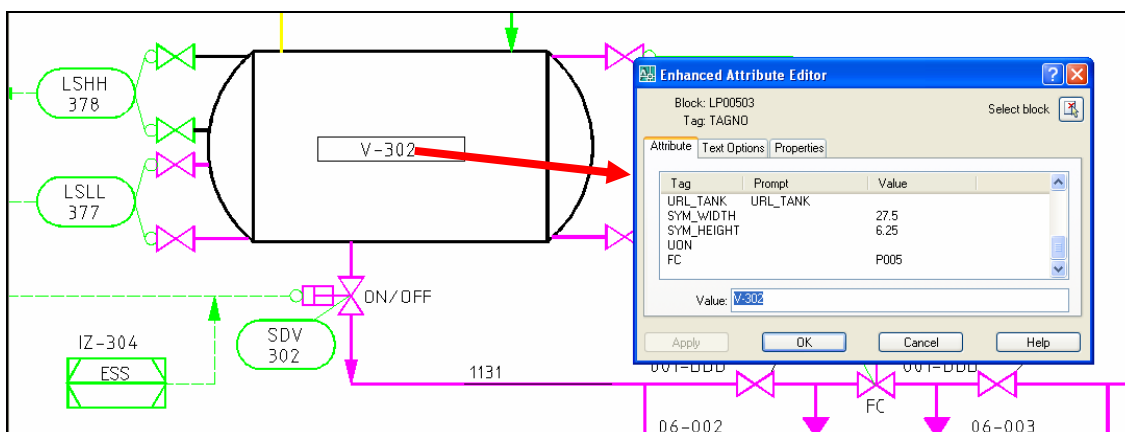 LSHH
378
LSLL
377
V-302
ON/OFF
SDV
302
IZ-304
ESS
1131
FC
06-002
06-003
Enhanced Attribute Editor
Block: LP00503
Tag: TAGNO
Select block
Attribute Text Options Properties
Tag Prompt Value
URL_TANK URL_TANK
SYM_WIDTH 27.5
SYM_HEIGHT 6.25
UON
FC P005
Value: V-302
Apply OK Cancel Help